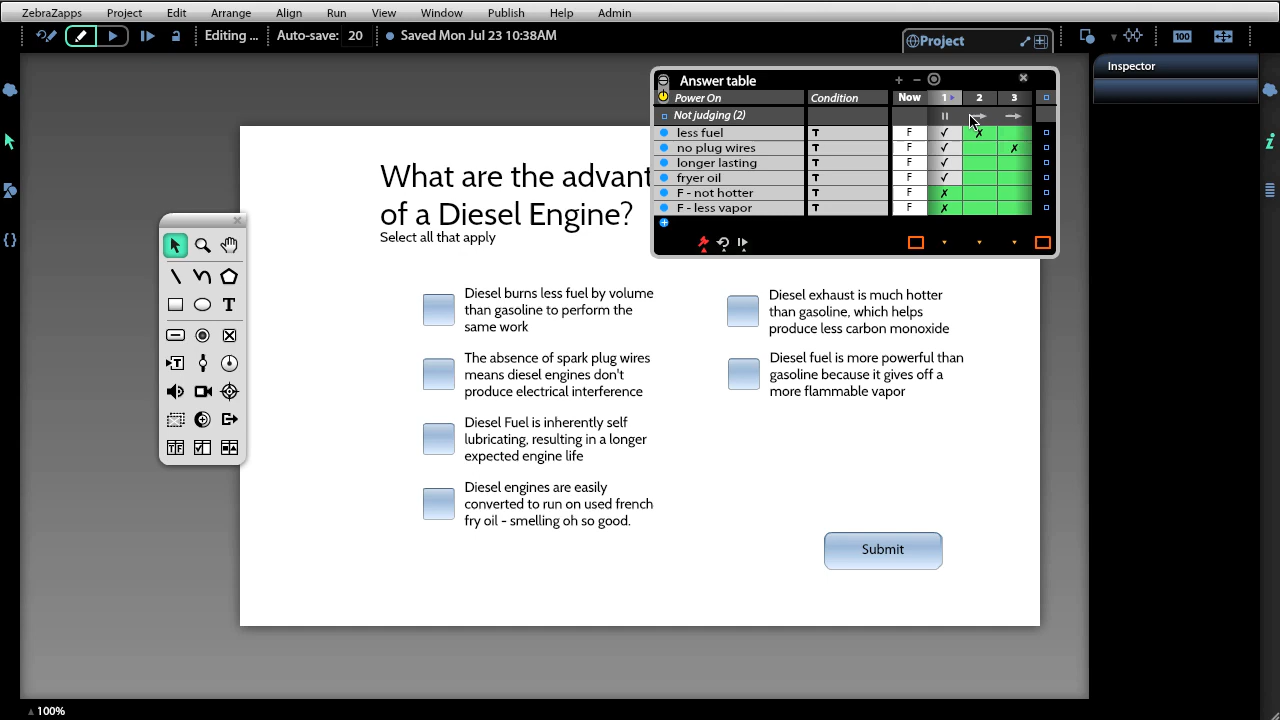 ZebraZapps Project Edit Arrange Align Run View Window Publish Help Admin
Editing ... Auto-save: 20 Saved Mon Jul 23 10:38AM
Project
100
Inspector
Answer table
Power On Condition Now 1 2 3
Not judging (2)
less fuel T F ✓ ✗
no plug wires T F ✓ ✗
longer lasting T F ✓
fryer oil T F ✓
F - not hotter T F ✗
F - less vapor T F ✗
What are the advant
of a Diesel Engine?
Select all that apply
Diesel burns less fuel by volume
than gasoline to perform the
same work
The absence of spark plug wires
means diesel engines don't
produce electrical interference
Diesel Fuel is inherently self
lubricating, resulting in a longer
expected engine life
Diesel engines are easily
converted to run on used french
fry oil - smelling oh so good.
Diesel exhaust is much hotter
than gasoline, which helps
produce less carbon monoxide
Diesel fuel is more powerful than
gasoline because it gives off a
more flammable vapor
Submit
T
T
TF
100%